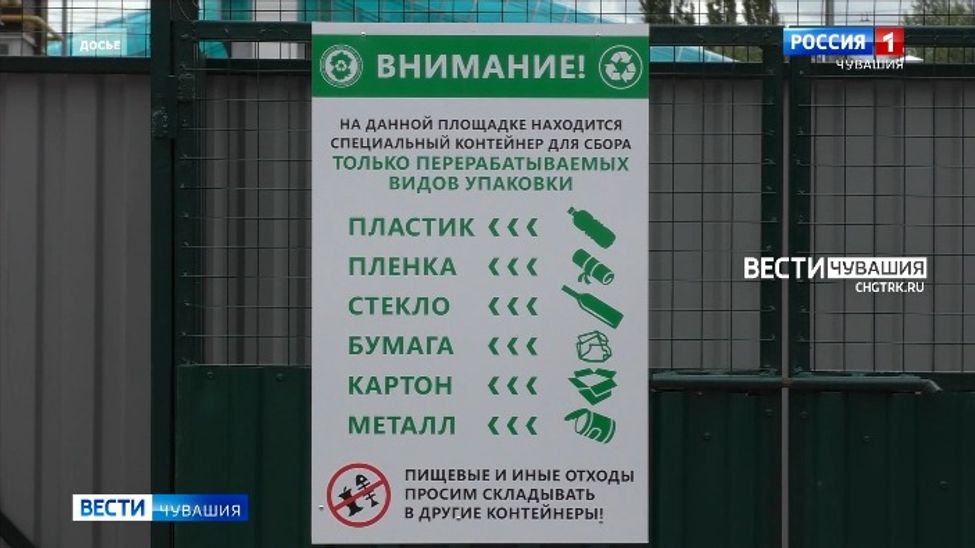 ДОСЬЕ
РОССИЯ 1
ЧУВАШИЯ
ВНИМАНИЕ!
НА ДАННОЙ ПЛОЩАДКЕ НАХОДИТСЯ
СПЕЦИАЛЬНЫЙ КОНТЕЙНЕР ДЛЯ СБОРА
ТОЛЬКО ПЕРЕРАБАТЫВАЕМЫХ
ВИДОВ УПАКОВКИ
ПЛАСТИК
ПЛЕНКА
СТЕКЛО
БУМАГА
КАРТОН
МЕТАЛЛ
ПИЩЕВЫЕ И ИНЫЕ ОТХОДЫ
ПРОСИМ СКЛАДЫВАТЬ
В ДРУГИЕ КОНТЕЙНЕРЫ!
ВЕСТИ ЧУВАШИЯ
CHGTRK.RU
ВЕСТИ ЧУВАШИЯ